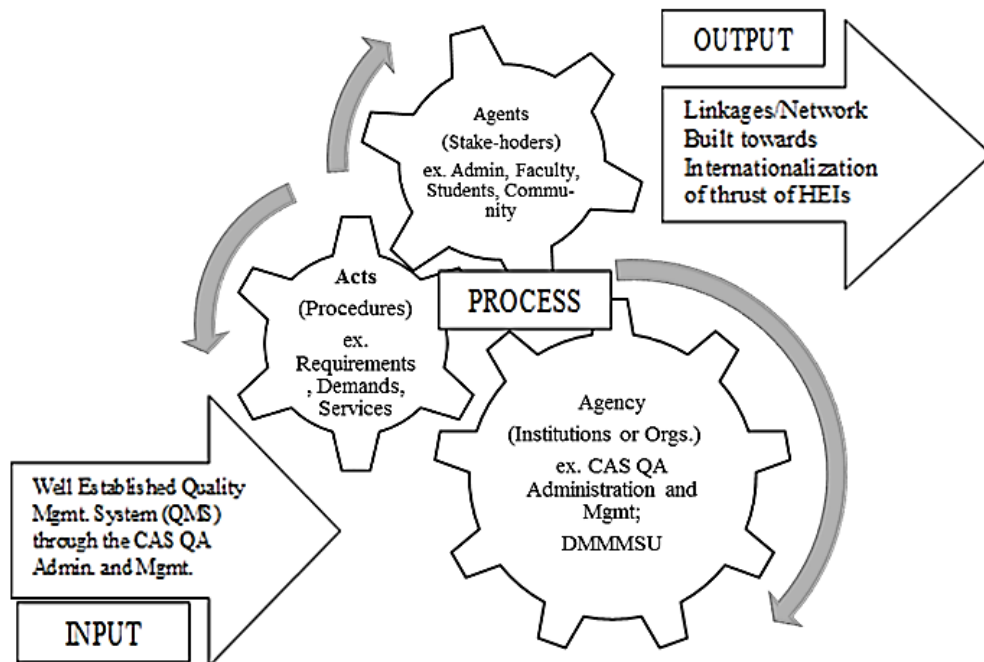 OUTPUT
Linkages/Network
Built towards
Internationalization
of thrust of HEIs
Agents
(Stake-hoders)
ex. Admin, Faculty,
Students, Commu-
nity
PROCESS
Acts
(Procedures)
ex.
Requirements
, Demands,
Services
Agency
(Institutions or Orgs.)
ex. CAS QA
Administration and
Mgmt;
DMMMSU
Well Established Quality
Mgmt. System (QMS)
through the CAS QA
Admin. and Mgmt.
INPUT